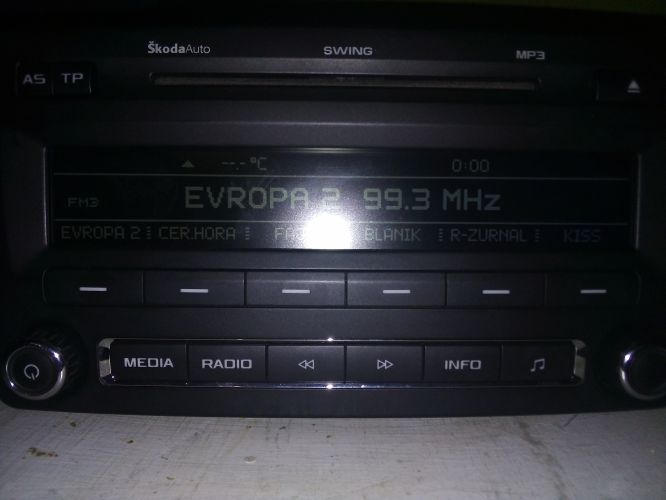 ŠkodaAuto SWING MP3
AS TP
--.-°C 0:00
FM3 EVROPA 2 99.3 MHz
EVROPA 2 CER.HORA BLANIK R-ZURNAL KISS
MEDIA RADIO INFO